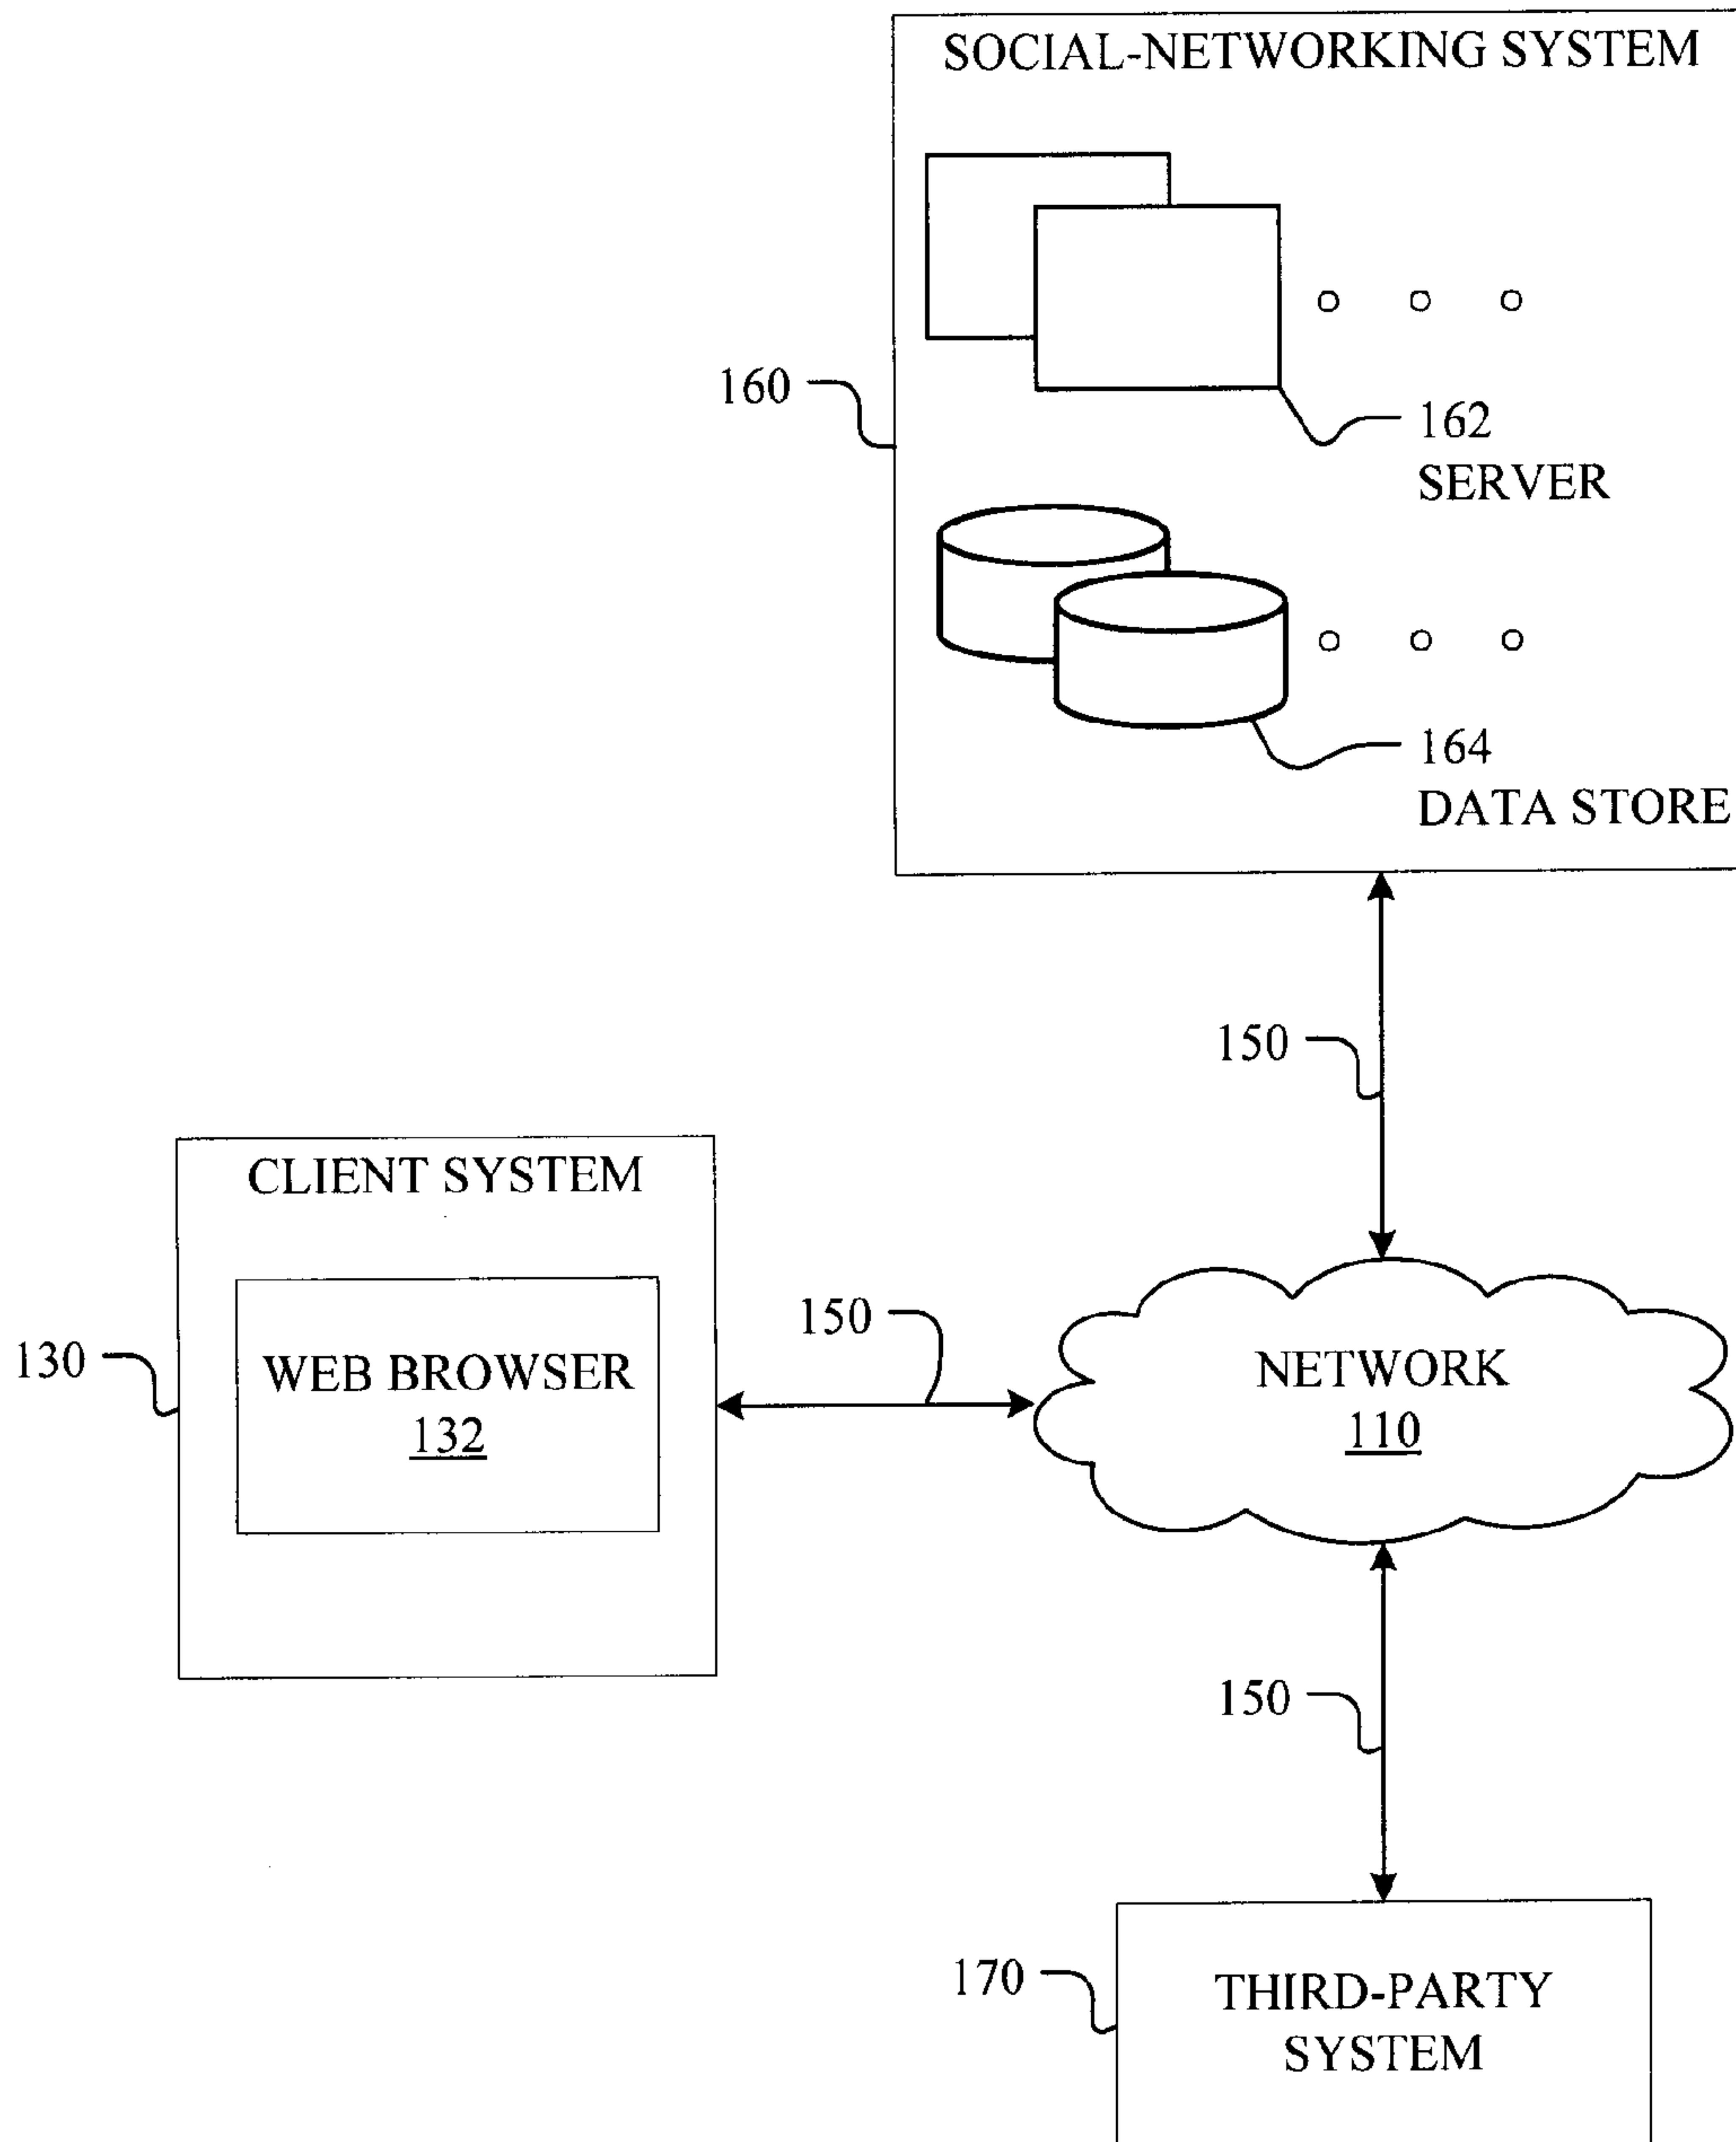 SOCIAL-NETWORKING SYSTEM
160
162
SERVER
164
DATA STORE
150
CLIENT SYSTEM
130
WEB BROWSER
132
150
NETWORK
110
150
170
THIRD-PARTY
SYSTEM